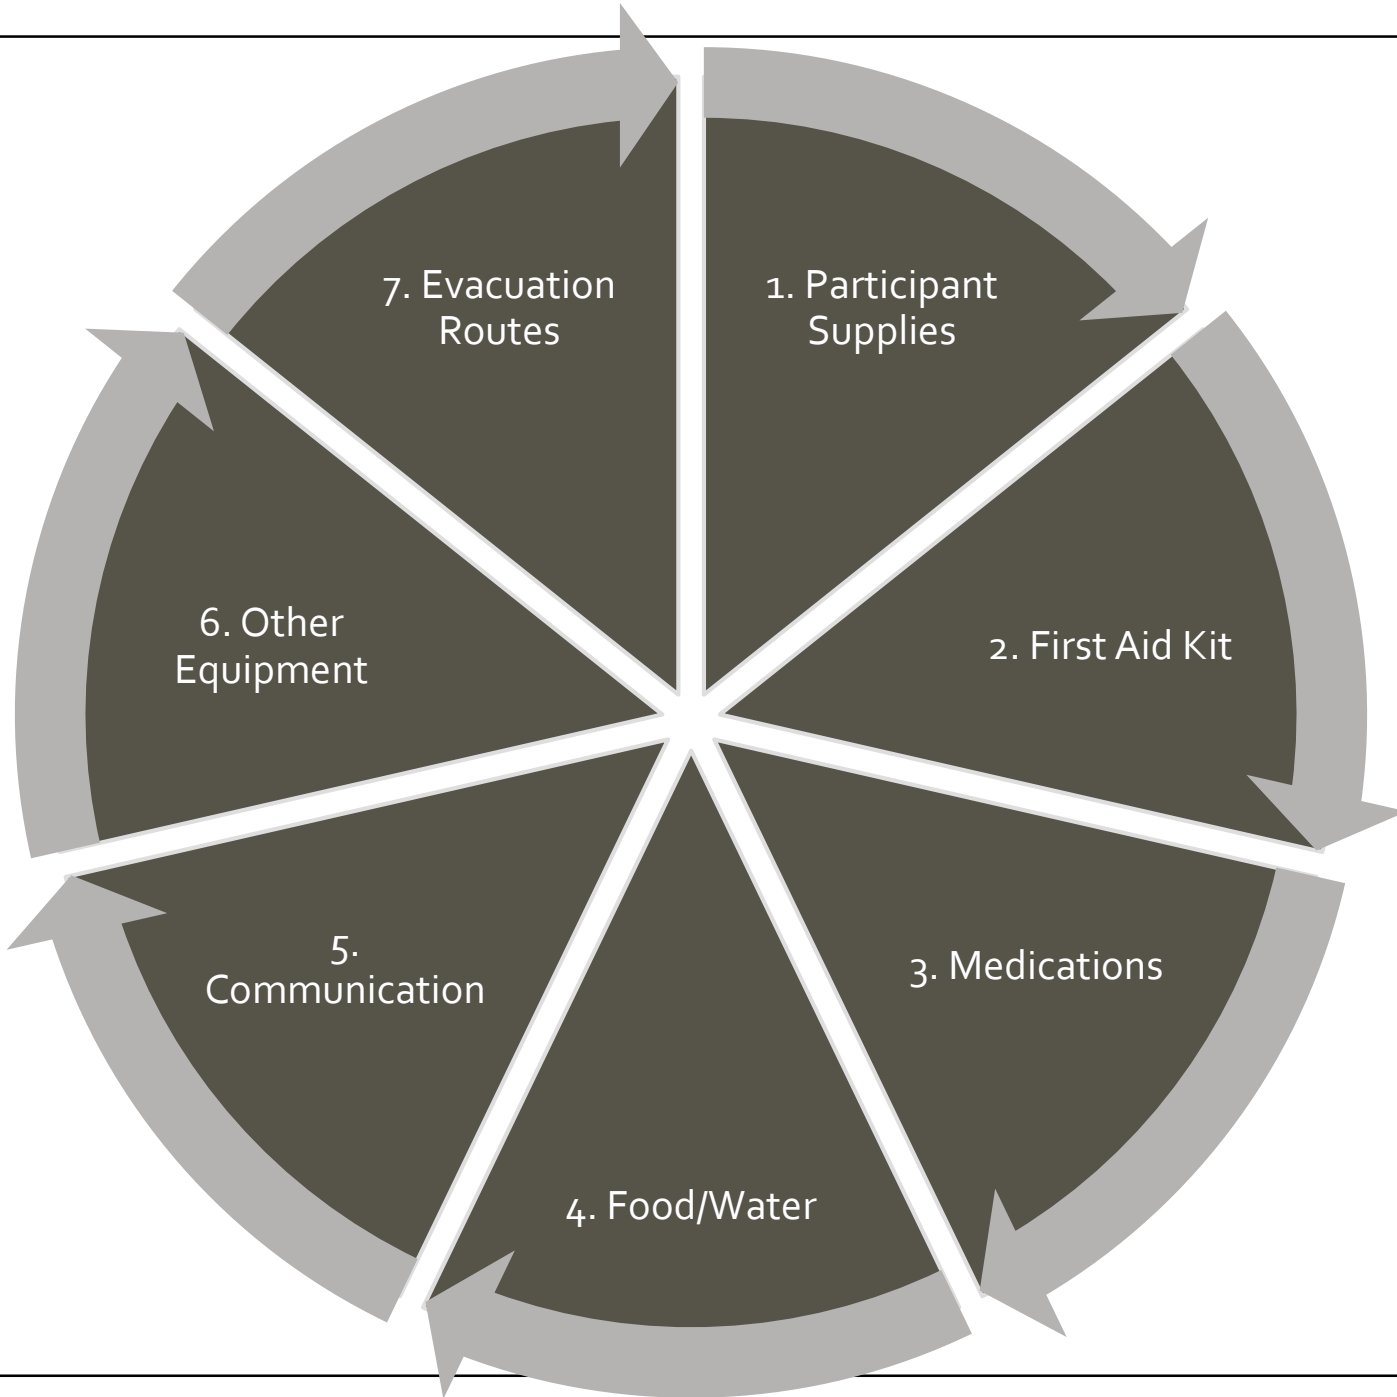 1. Participant
Supplies
2. First Aid Kit
3. Medications
4. Food/Water
5.
Communication
6. Other
Equipment
7. Evacuation
Routes